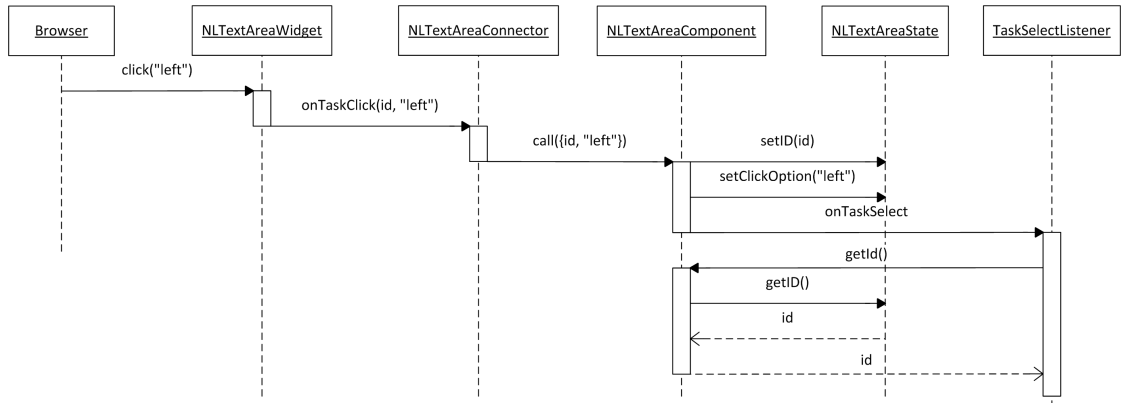 Browser
NLTextAreaWidget
NLTextAreaConnector
NLTextAreaComponent
NLTextAreaState
TaskSelectListener
click("left")
onTaskClick(id, "left")
call({id, "left"})
setID(id)
setClickOption("left")
onTaskSelect
getId()
getID()
id
id